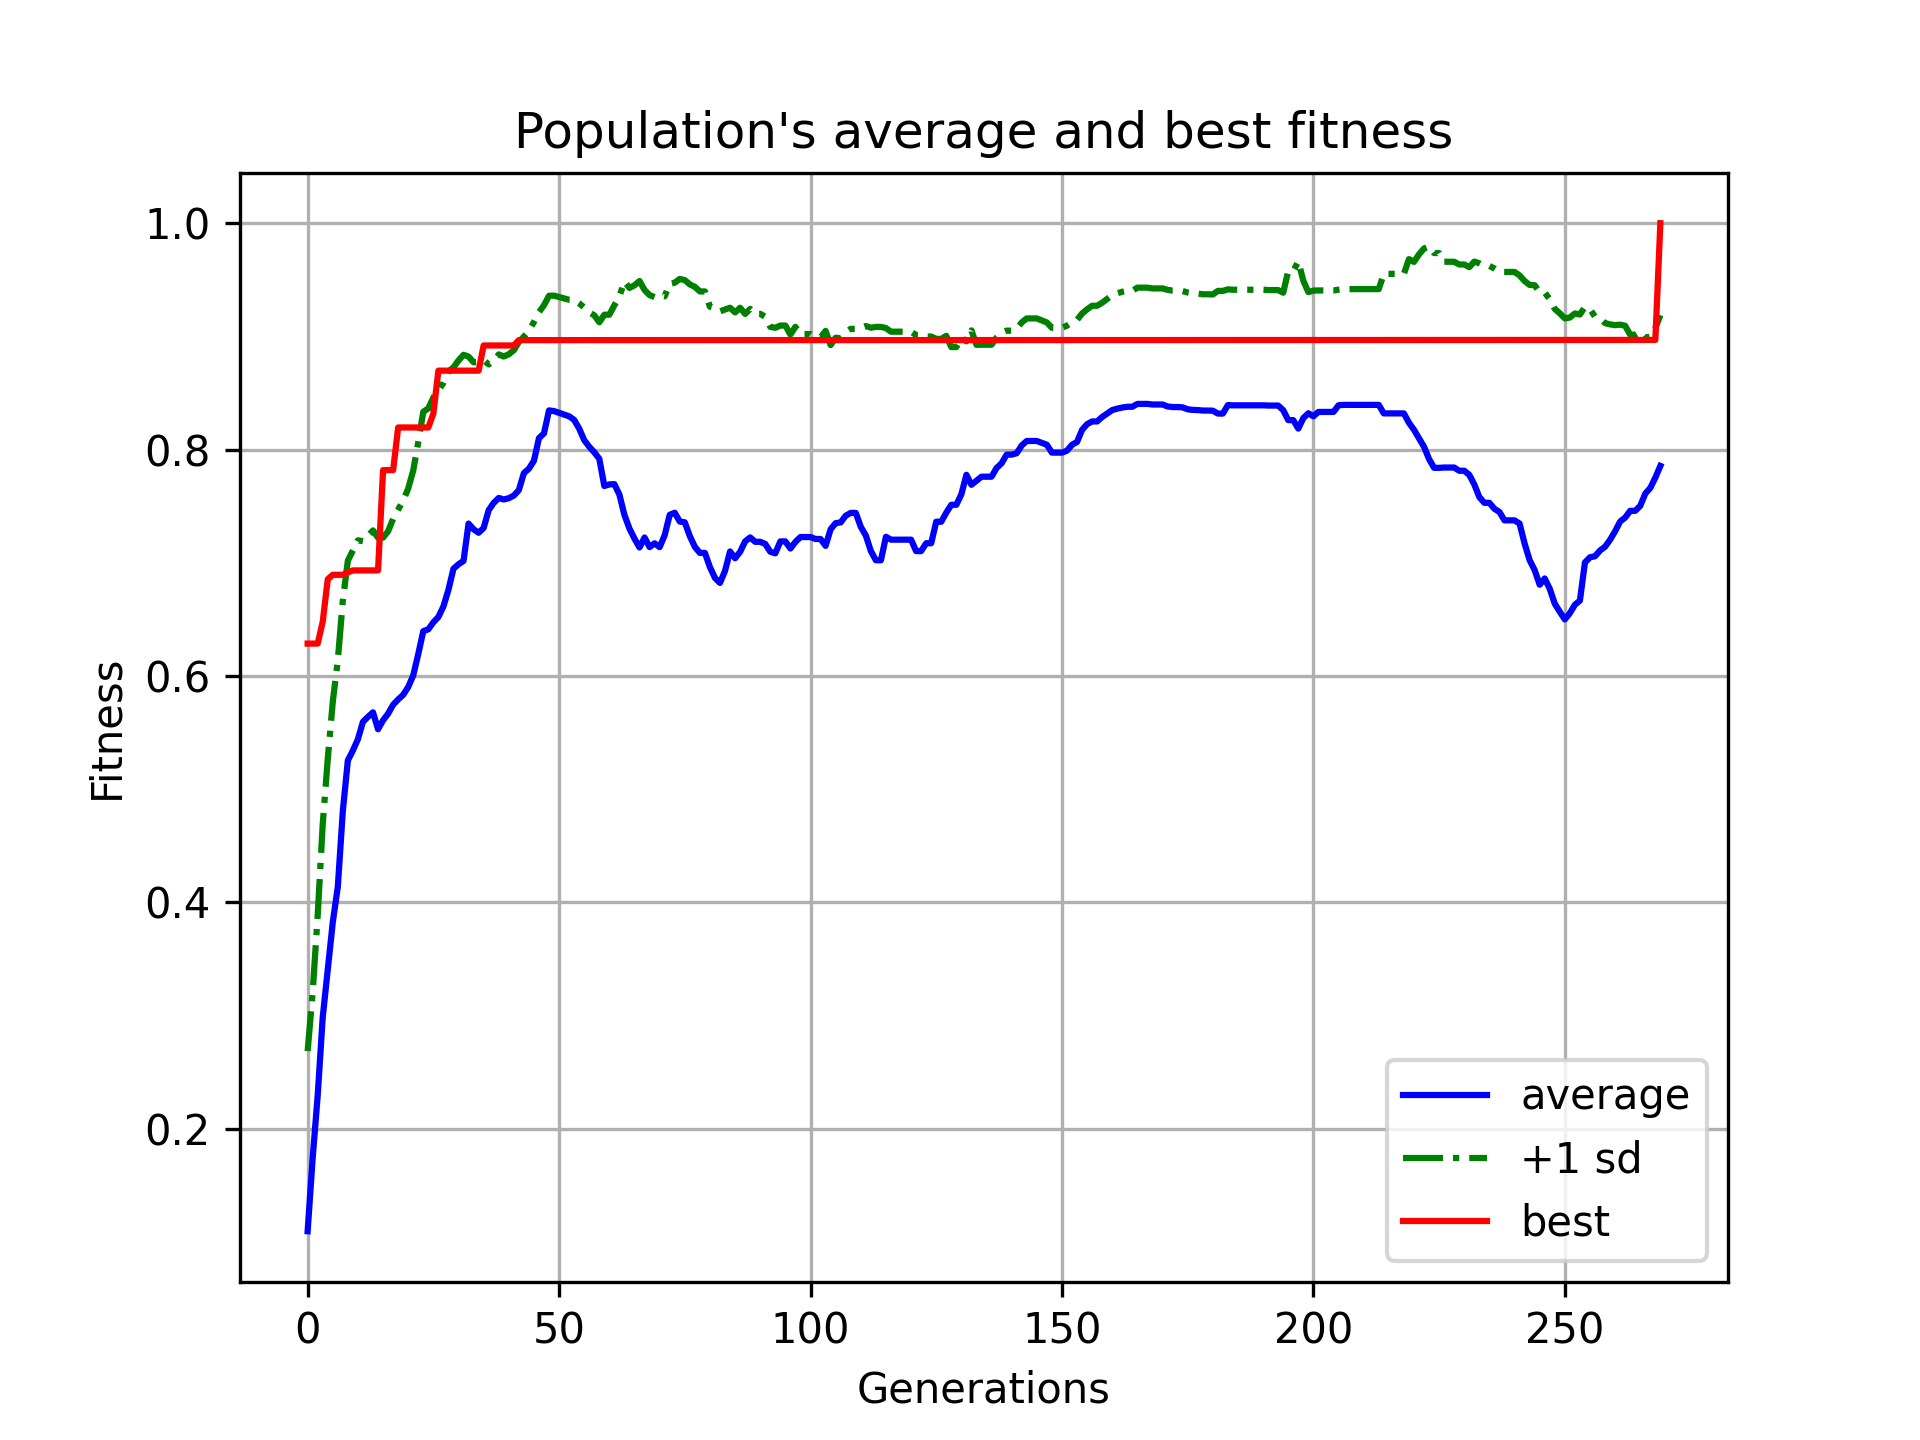 Population's average and best fitness
1.0
0.8
0.6
0.4
0.2
Fitness
0 50 100 150 200 250
Generations
average
+1 sd
best